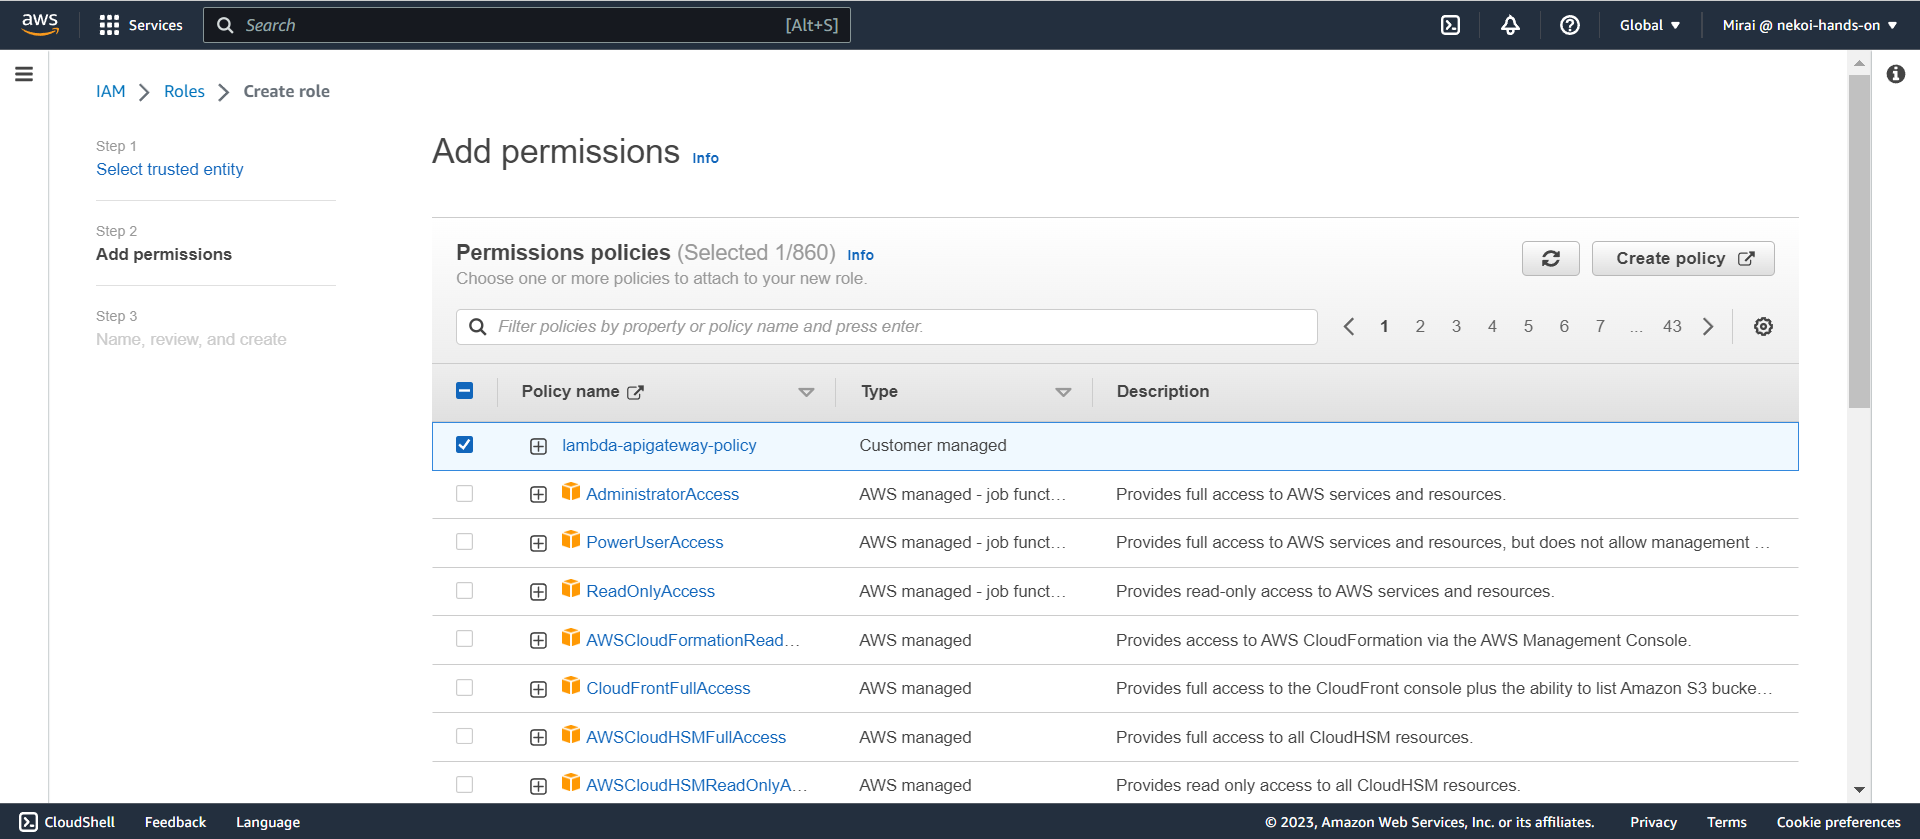 aws
Services
Search
[Alt+S]
Global
Mirai @ nekoi-hands-on
IAM
Roles
Create role
Step 1
Select trusted entity
Step 2
Add permissions
Step 3
Name, review, and create
Add permissions Info
Permissions policies (Selected 1/860) Info
Choose one or more policies to attach to your new role.
Create policy
Filter policies by property or policy name and press enter.
1 2 3 4 5 6 7 ... 43
Policy name Type Description
lambda-apigateway-policy Customer managed
AdministratorAccess AWS managed - job funct… Provides full access to AWS services and resources.
PowerUserAccess AWS managed - job funct… Provides full access to AWS services and resources, but does not allow management …
ReadOnlyAccess AWS managed - job funct… Provides read-only access to AWS services and resources.
AWSCloudFormationRead… AWS managed Provides access to AWS CloudFormation via the AWS Management Console.
CloudFrontFullAccess AWS managed Provides full access to the CloudFront console plus the ability to list Amazon S3 bucke…
AWSCloudHSMFullAccess AWS managed Provides full access to all CloudHSM resources.
AWSCloudHSMReadOnlyA… AWS managed Provides read only access to all CloudHSM resources.
CloudShell Feedback Language
© 2023, Amazon Web Services, Inc. or its affiliates. Privacy Terms Cookie preferences